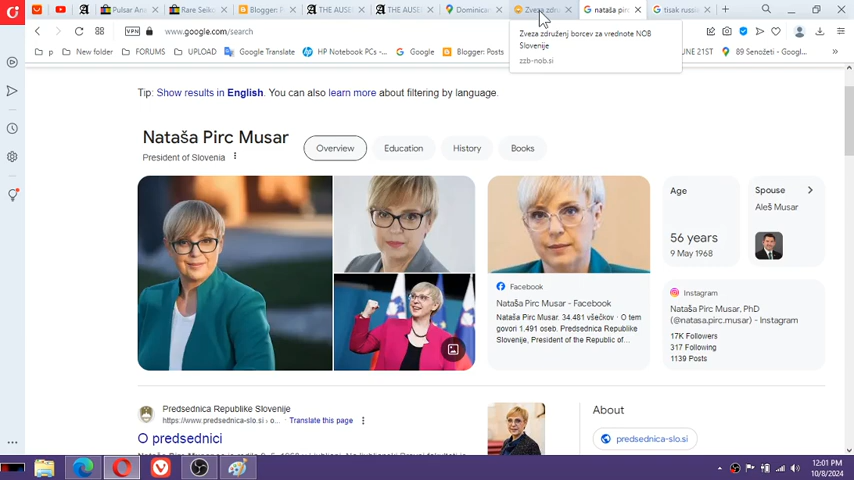 Pulsar An
Rare Seik
Blogger: P
THE AUSE
THE AUSE
Dominica
Zveza zdru
nataša pirc
tisak russia
VPN
www.google.com/search
Zveza združenj borcev za vrednote NOB
Slovenije
zzb-nob.si
p
New folder
FORUMS
UPDATE
Google Translate
HP Notebook PCs -...
Google
Blogger: Posts
JUNE 21ST
89 Senožeti - Googl...
Tip: Show results in English. You can also learn more about filtering by language.
Nataša Pirc Musar
President of Slovenia
Overview
Education
History
Books
Age
56 years
9 May 1968
Spouse
Aleš Musar
Facebook
Nataša Pirc Musar - Facebook
Nataša Pirc Musar. 34.481 všečkov · O tem
govori 1.491 oseb. Predsednica Republike
Slovenije, President of the Republic of...
Instagram
Nataša Pirc Musar, PhD
(@natasa.pirc.musar) - Instagram
17K Followers
317 Following
1139 Posts
Predsednica Republike Slovenije
https://www.predsednica-slo.si › o...
Translate this page
O predsednici
About
predsednica-slo.si
12:01 PM
10/8/2024